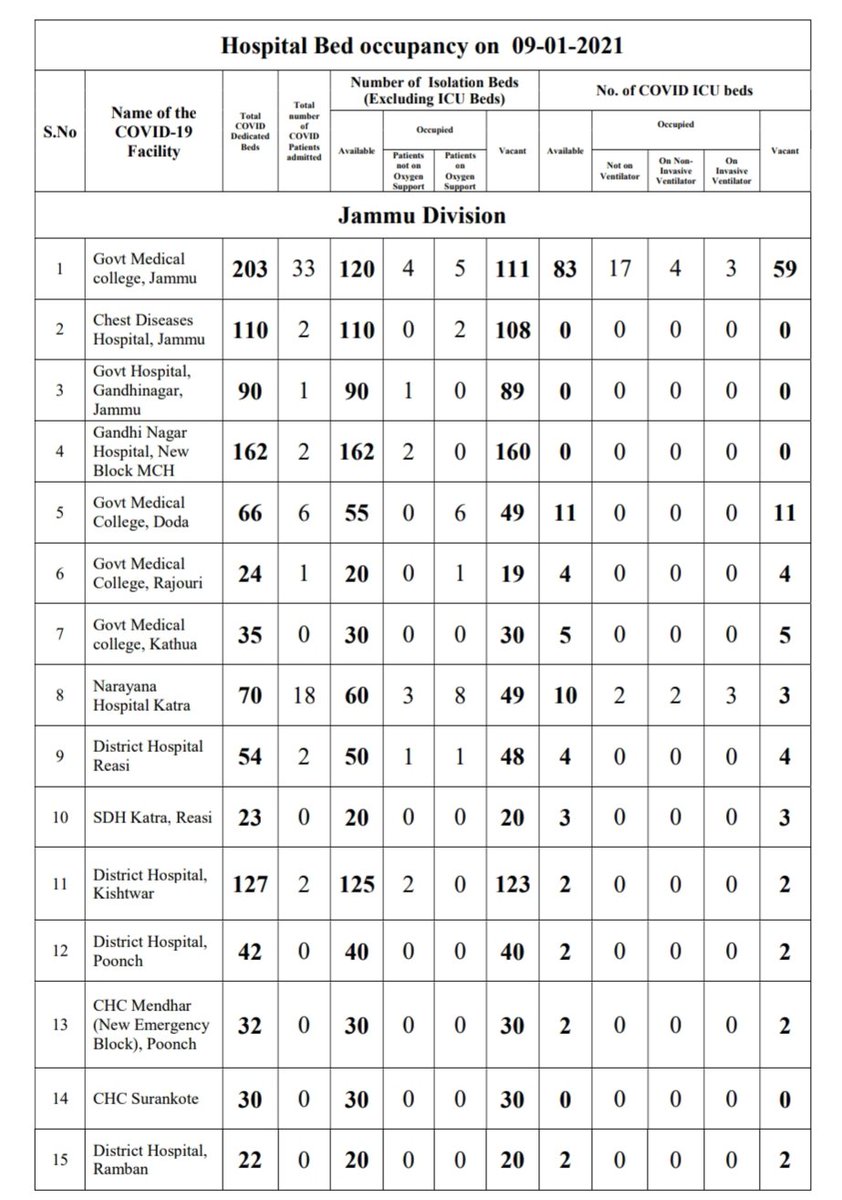 Hospital Bed occupancy on 09-01-2021
S.No
Name of the
COVID-19
Facility
Total
COVID
Dedicated
Beds
Total
number
of
COVID
Patients
admitted
Number of Isolation Beds
(Excluding ICU Beds)
No. of COVID ICU beds
Available
Occupied
Patients
not on
Oxygen
Support
Patients
on
Oxygen
Support
Vacant
Available
Occupied
Not on
Ventilator
On Non-
Invasive
Ventilator
On
Invasive
Ventilator
Vacant
Jammu Division
1 Govt Medical
college, Jammu 203 33 120 4 5 111 83 17 4 3 59
2 Chest Diseases
Hospital, Jammu 110 2 110 0 2 108 0 0 0 0 0
3 Govt Hospital,
Gandhinagar,
Jammu 90 1 90 1 0 89 0 0 0 0 0
4 Gandhi Nagar
Hospital, New
Block MCH 162 2 162 2 0 160 0 0 0 0 0
5 Govt Medical
College, Doda 66 6 55 0 6 49 11 0 0 0 11
6 Govt Medical
College, Rajouri 24 1 20 0 1 19 4 0 0 0 4
7 Govt Medical
college, Kathua 35 0 30 0 0 30 5 0 0 0 5
8 Narayana
Hospital Katra 70 18 60 3 8 49 10 2 2 3 3
9 District Hospital
Reasi 54 2 50 1 1 48 4 0 0 0 4
10 SDH Katra, Reasi 23 0 20 0 0 20 3 0 0 0 3
11 District Hospital,
Kishtwar 127 2 125 2 0 123 2 0 0 0 2
12 District Hospital,
Poonch 42 0 40 0 0 40 2 0 0 0 2
13 CHC Mendhar
(New Emergency
Block), Poonch 32 0 30 0 0 30 2 0 0 0 2
14 CHC Surankote 30 0 30 0 0 30 0 0 0 0 0
15 District Hospital,
Ramban 22 0 20 0 0 20 2 0 0 0 2